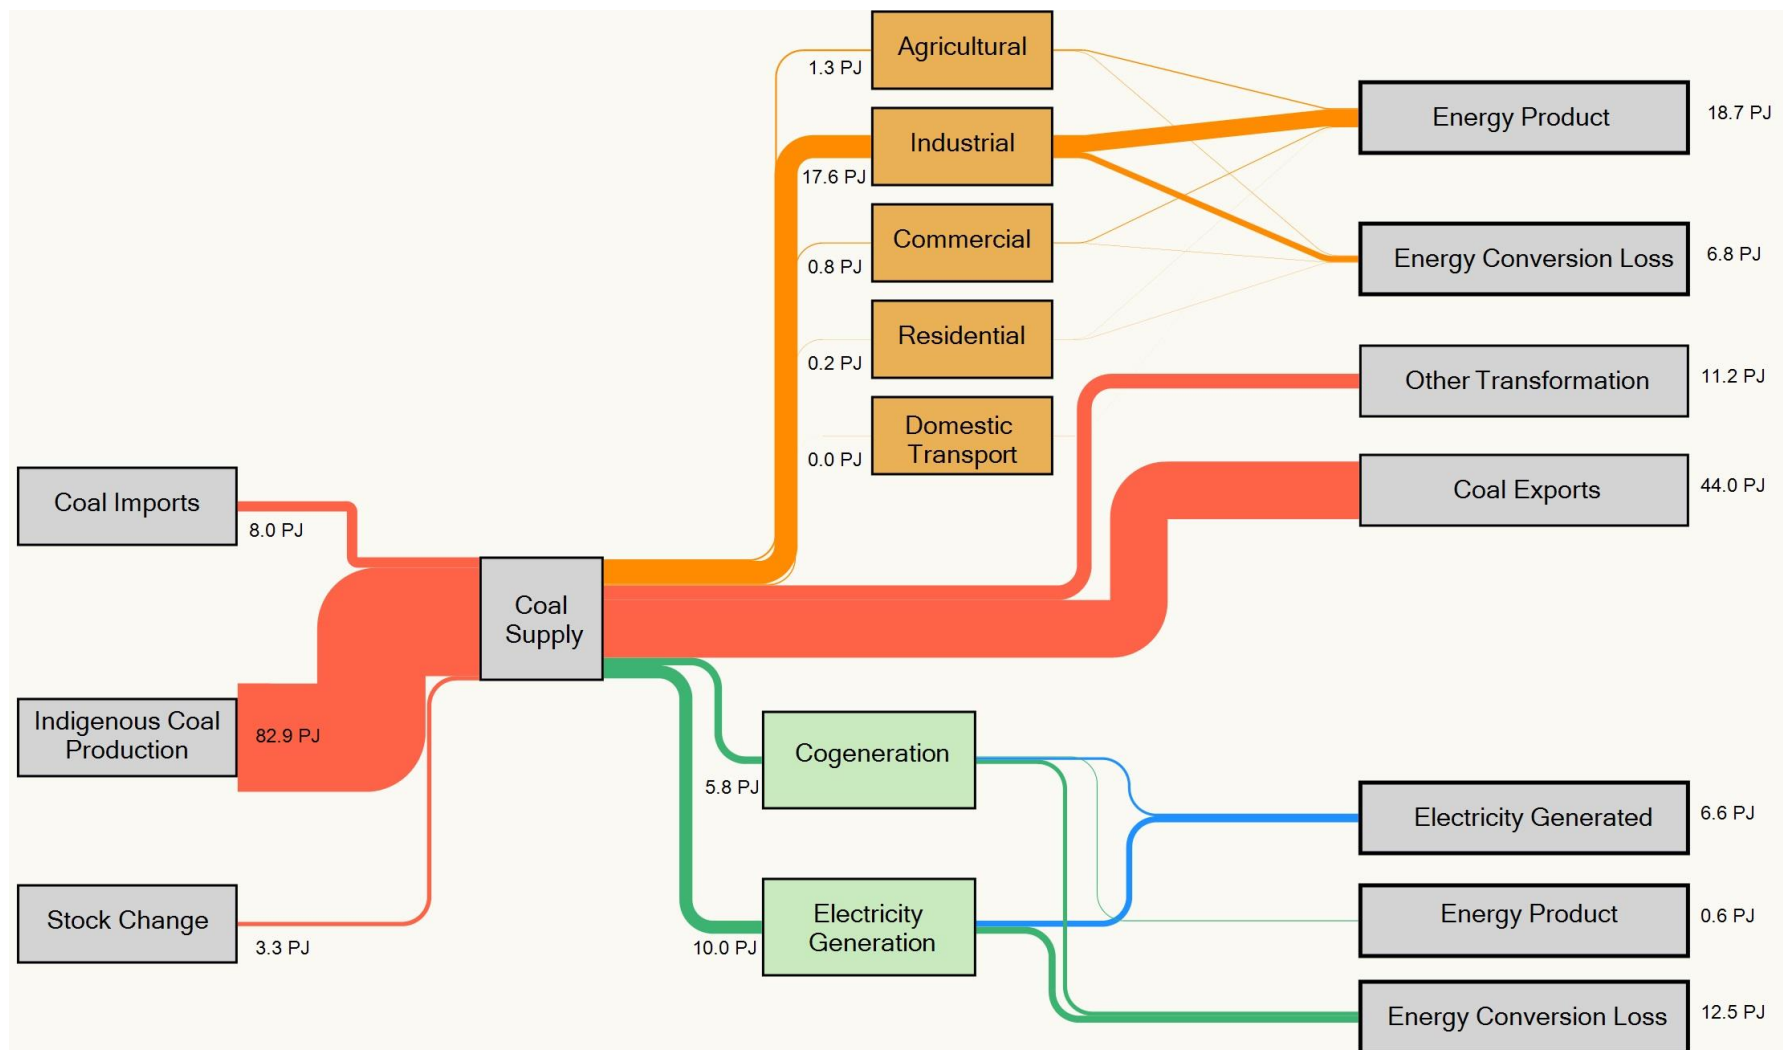 Agricultural
1.3 PJ
Industrial
17.6 PJ
Commercial
0.8 PJ
Residential
0.2 PJ
Domestic
Transport
0.0 PJ
Energy Product
18.7 PJ
Energy Conversion Loss
6.8 PJ
Other Transformation
11.2 PJ
Coal Exports
44.0 PJ
Coal Imports
8.0 PJ
Indigenous Coal
Production
82.9 PJ
Stock Change
3.3 PJ
Coal
Supply
Cogeneration
5.8 PJ
Electricity
Generation
10.0 PJ
Electricity Generated
6.6 PJ
Energy Product
0.6 PJ
Energy Conversion Loss
12.5 PJ